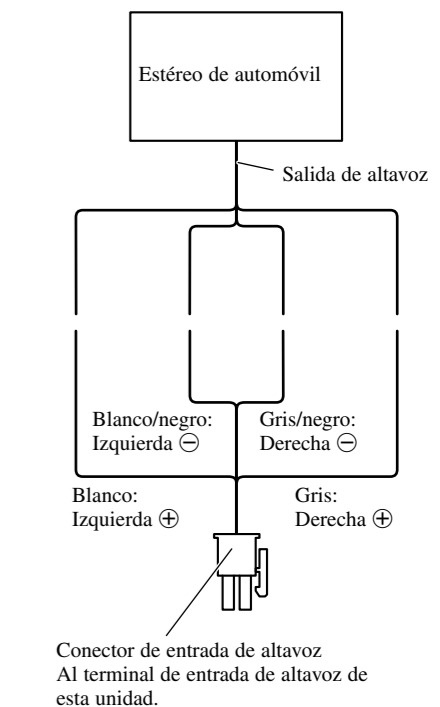 Estéreo de automóvil
Salida de altavoz
Blanco/negro:
Izquierda ⊖
Gris/negro:
Derecha ⊖
Blanco:
Izquierda ⊕
Gris:
Derecha ⊕
Conector de entrada de altavoz
Al terminal de entrada de altavoz de
esta unidad.